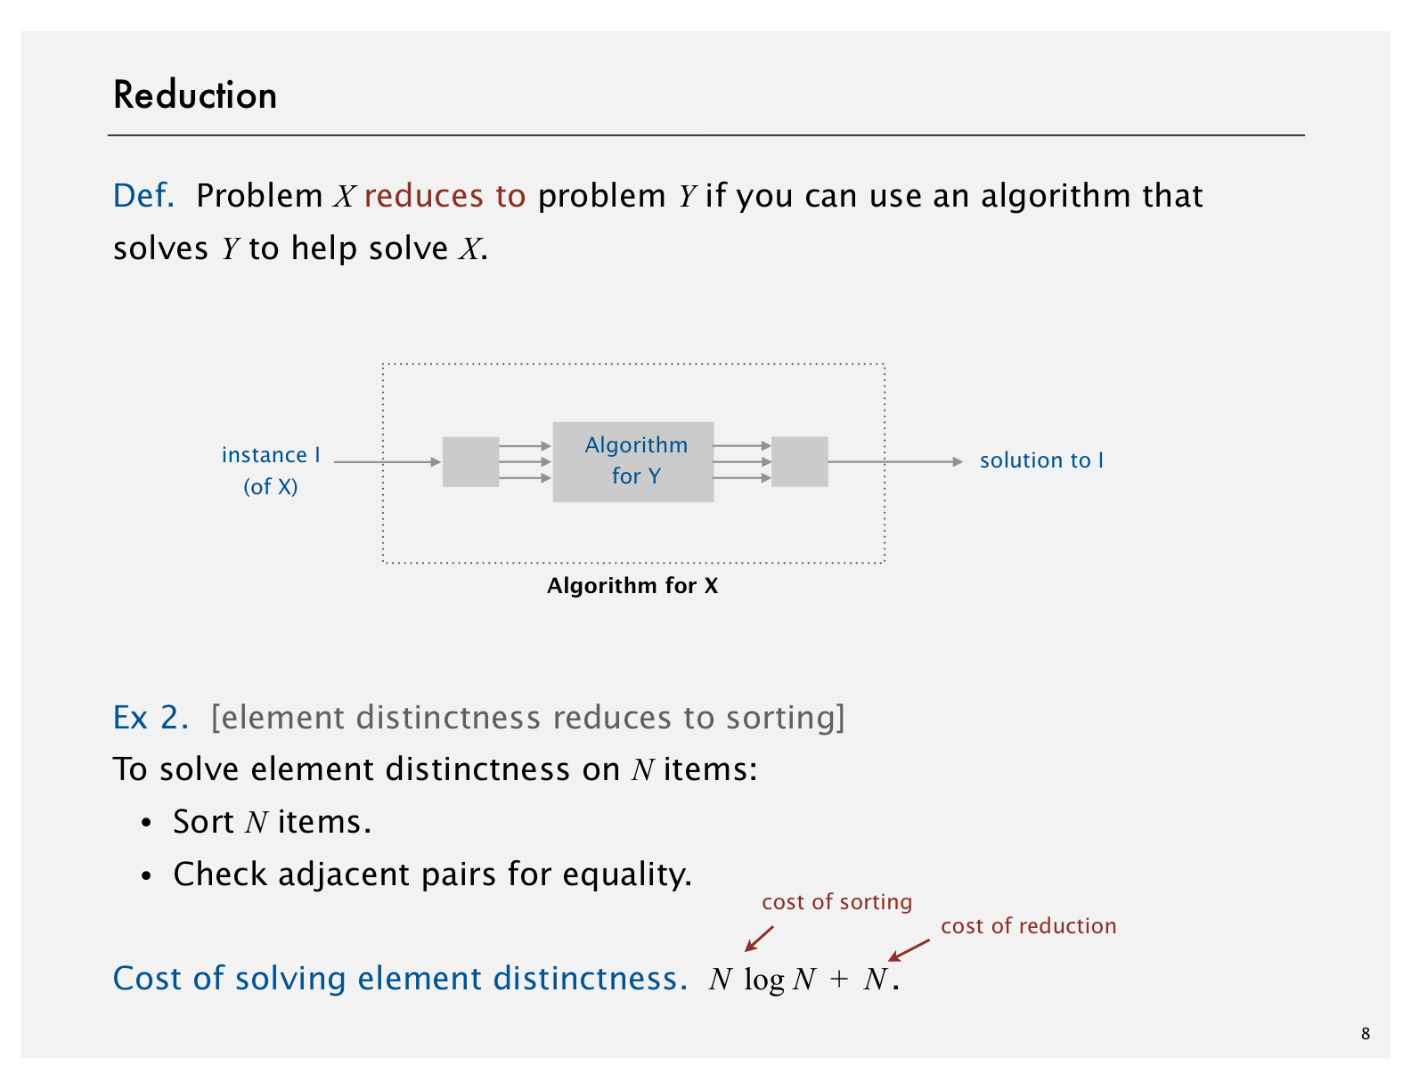 Reduction
Def. Problem X reduces to problem Y if you can use an algorithm that
solves Y to help solve X.
instance I
(of X)
Algorithm
for Y
solution to I
Algorithm for X
Ex 2. [element distinctness reduces to sorting]
To solve element distinctness on N items:
• Sort N items.
• Check adjacent pairs for equality.
cost of sorting
cost of reduction
Cost of solving element distinctness. N log N + N.
8